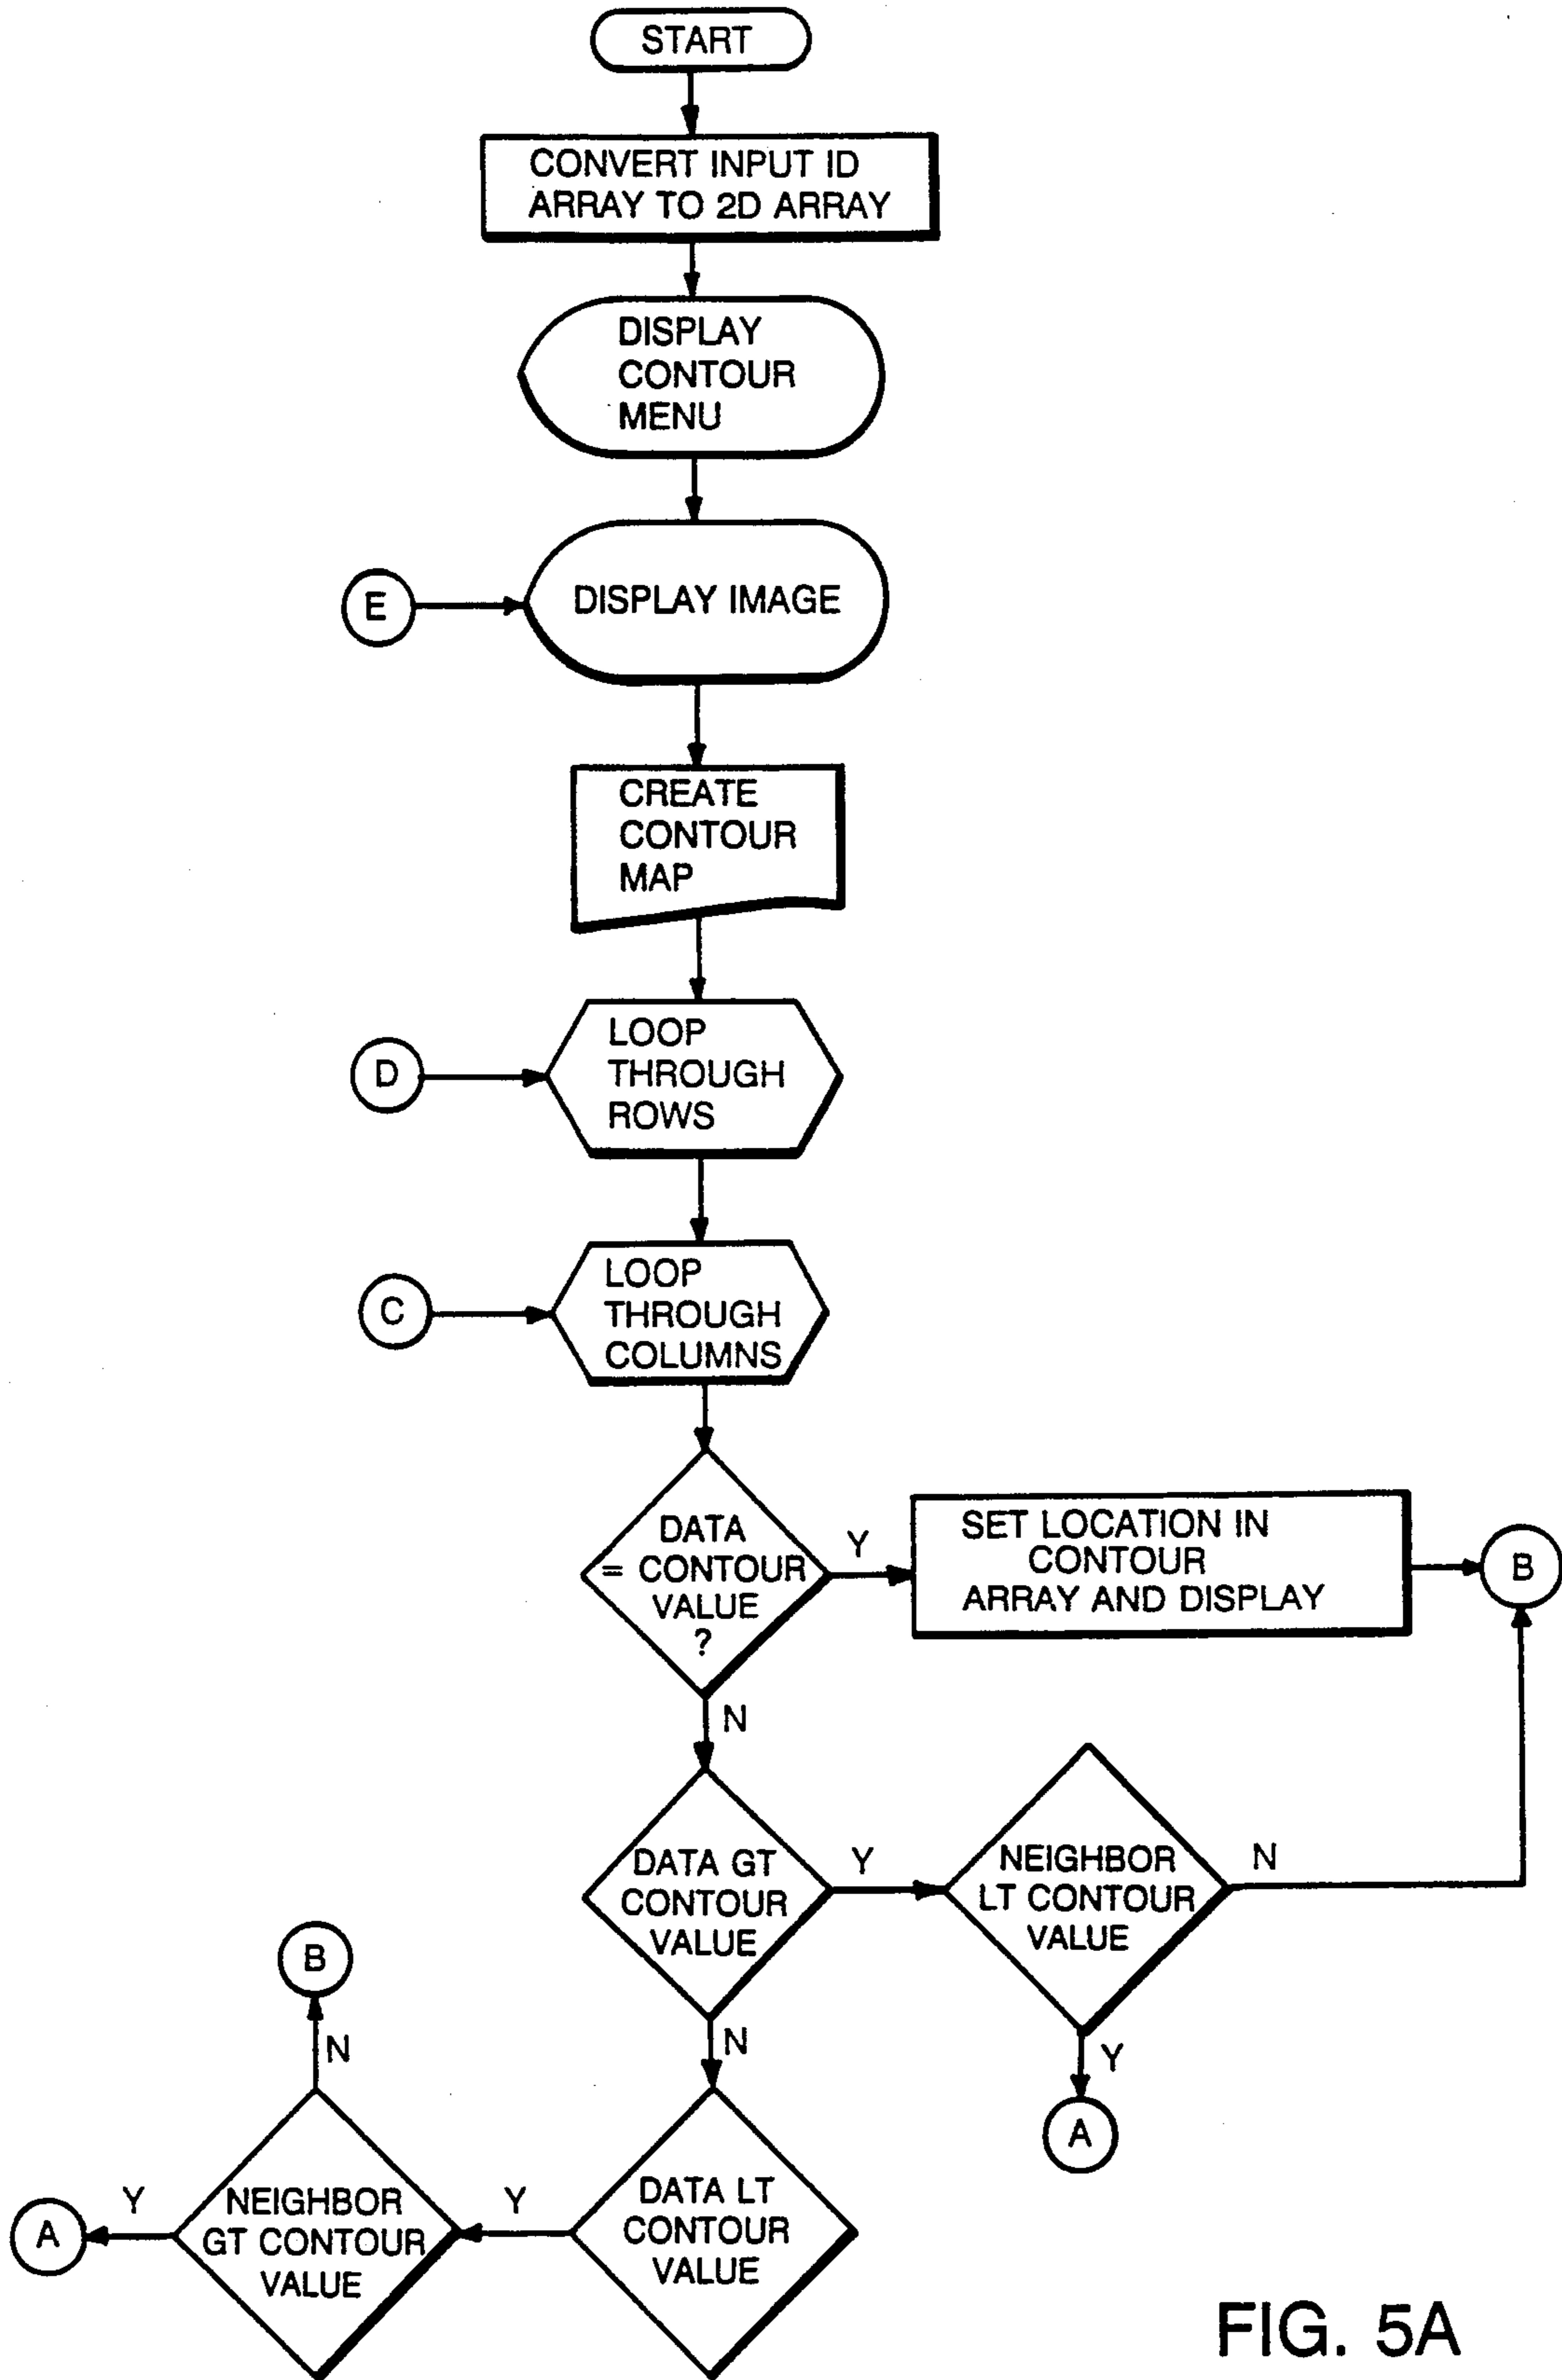 START
CONVERT INPUT ID
ARRAY TO 2D ARRAY
DISPLAY
CONTOUR
MENU
E
DISPLAY IMAGE
CREATE
CONTOUR
MAP
D
LOOP
THROUGH
ROWS
C
LOOP
THROUGH
COLUMNS
DATA
= CONTOUR
VALUE
?
Y
SET LOCATION IN
CONTOUR
ARRAY AND DISPLAY
B
N
DATA GT
CONTOUR
VALUE
Y
NEIGHBOR
LT CONTOUR
VALUE
N
Y
A
N
DATA LT
CONTOUR
VALUE
Y
NEIGHBOR
GT CONTOUR
VALUE
N
B
Y
A
FIG. 5A